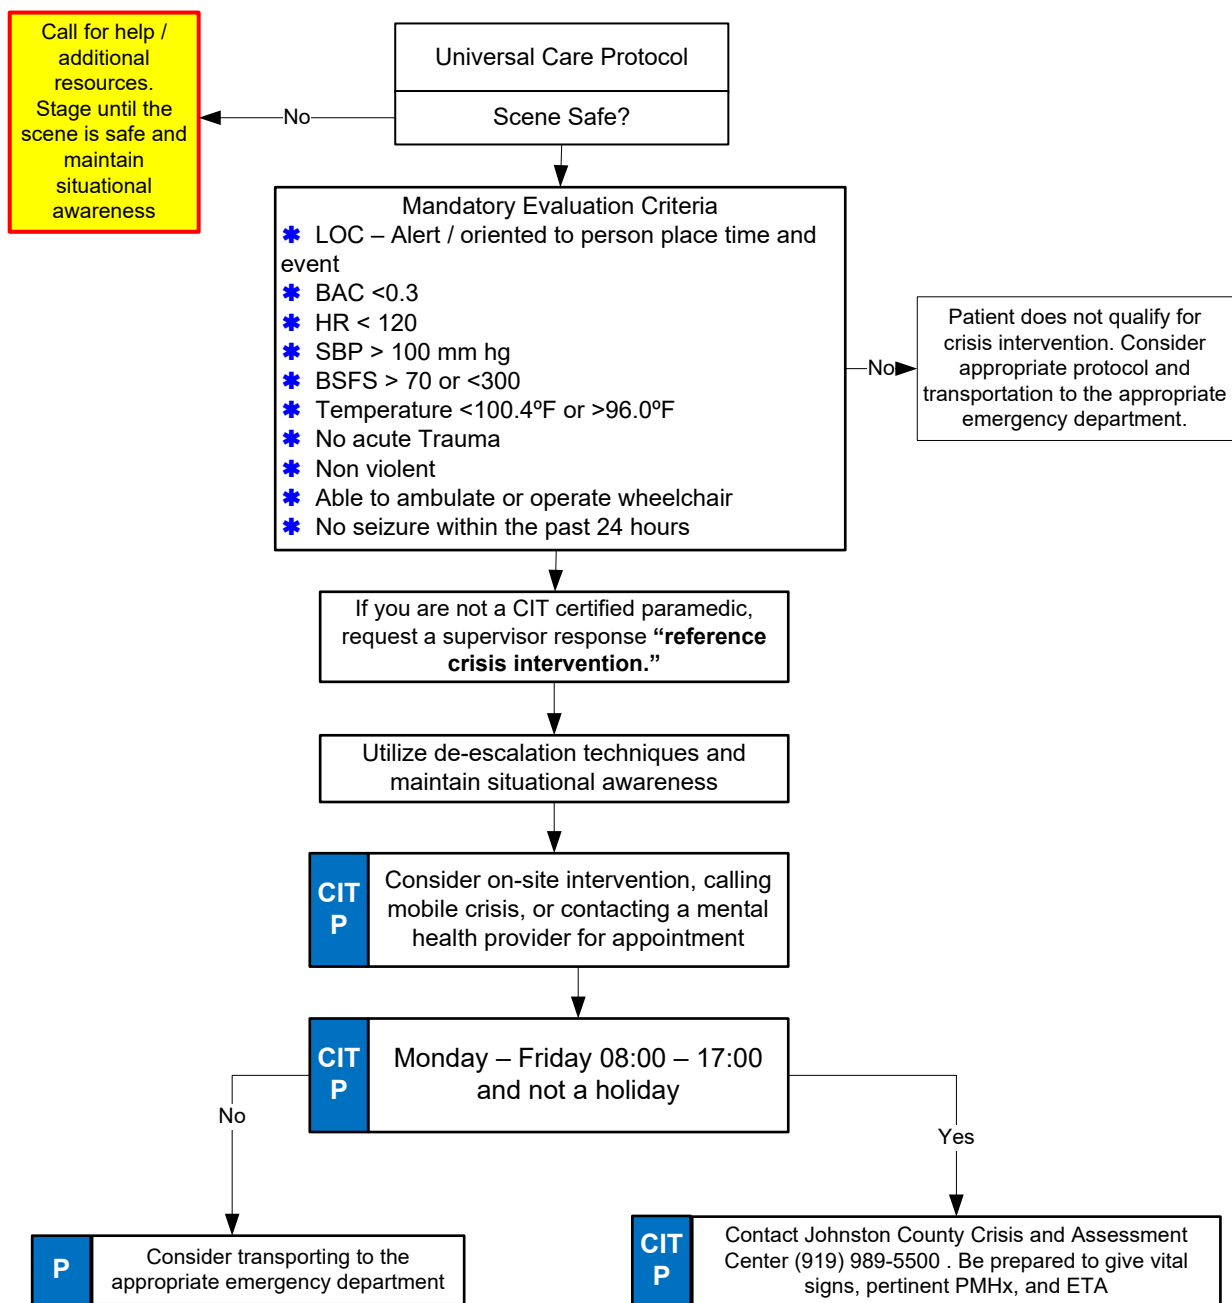 Call for help /
additional
resources.
Stage until the
scene is safe and
maintain
situational
awareness
No
Universal Care Protocol
Scene Safe?
Mandatory Evaluation Criteria
✱ LOC – Alert / oriented to person place time and
event
✱ BAC <0.3
✱ HR < 120
✱ SBP > 100 mm hg
✱ BSFS > 70 or <300
✱ Temperature <100.4ºF or >96.0ºF
✱ No acute Trauma
✱ Non violent
✱ Able to ambulate or operate wheelchair
✱ No seizure within the past 24 hours
No
Patient does not qualify for
crisis intervention. Consider
appropriate protocol and
transportation to the appropriate
emergency department.
If you are not a CIT certified paramedic,
request a supervisor response “reference
crisis intervention.”
Utilize de-escalation techniques and
maintain situational awareness
CIT
P
Consider on-site intervention, calling
mobile crisis, or contacting a mental
health provider for appointment
CIT
P
Monday – Friday 08:00 – 17:00
and not a holiday
No
Yes
P
Consider transporting to the
appropriate emergency department
CIT
P
Contact Johnston County Crisis and Assessment
Center (919) 989-5500 . Be prepared to give vital
signs, pertinent PMHx, and ETA